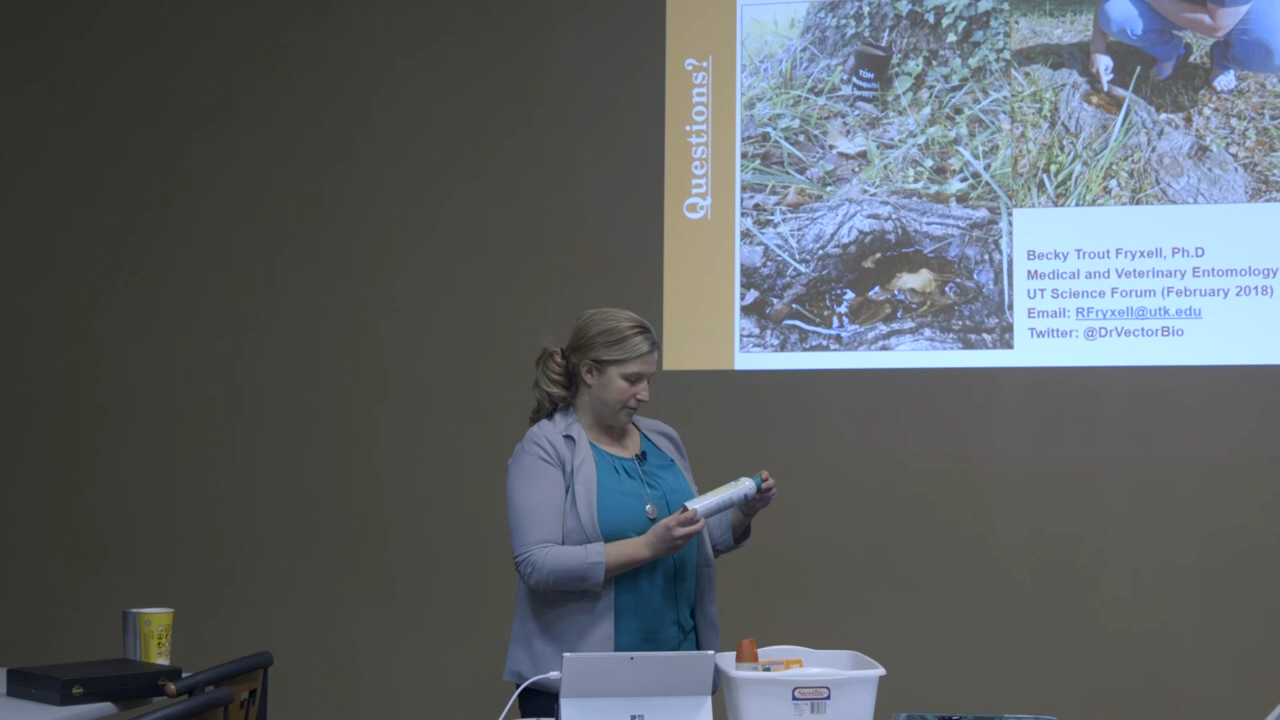 Questions?
TDH
Becky Trout Fryxell, Ph.D
Medical and Veterinary Entomology
UT Science Forum (February 2018)
Email: RFryxell@utk.edu
Twitter: @DrVectorBio
Sterilite